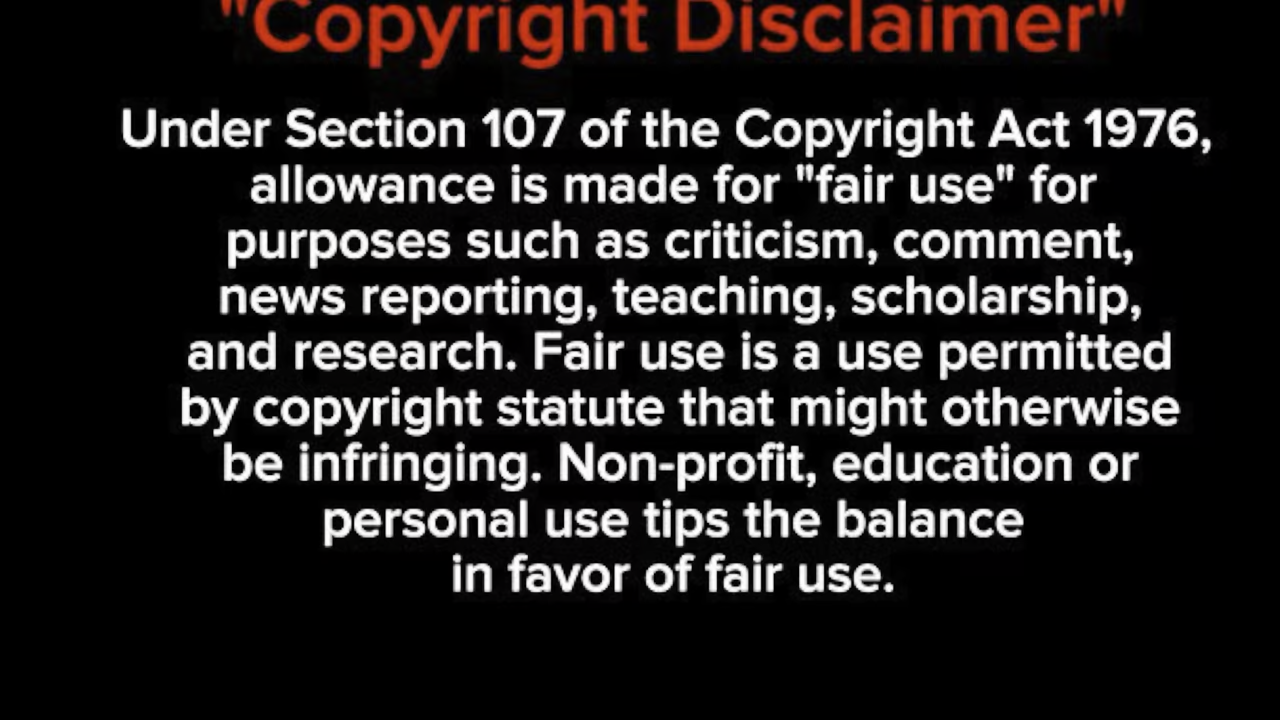 "Copyright Disclaimer"
Under Section 107 of the Copyright Act 1976,
allowance is made for "fair use" for
purposes such as criticism, comment,
news reporting, teaching, scholarship,
and research. Fair use is a use permitted
by copyright statute that might otherwise
be infringing. Non-profit, education or
personal use tips the balance
in favor of fair use.